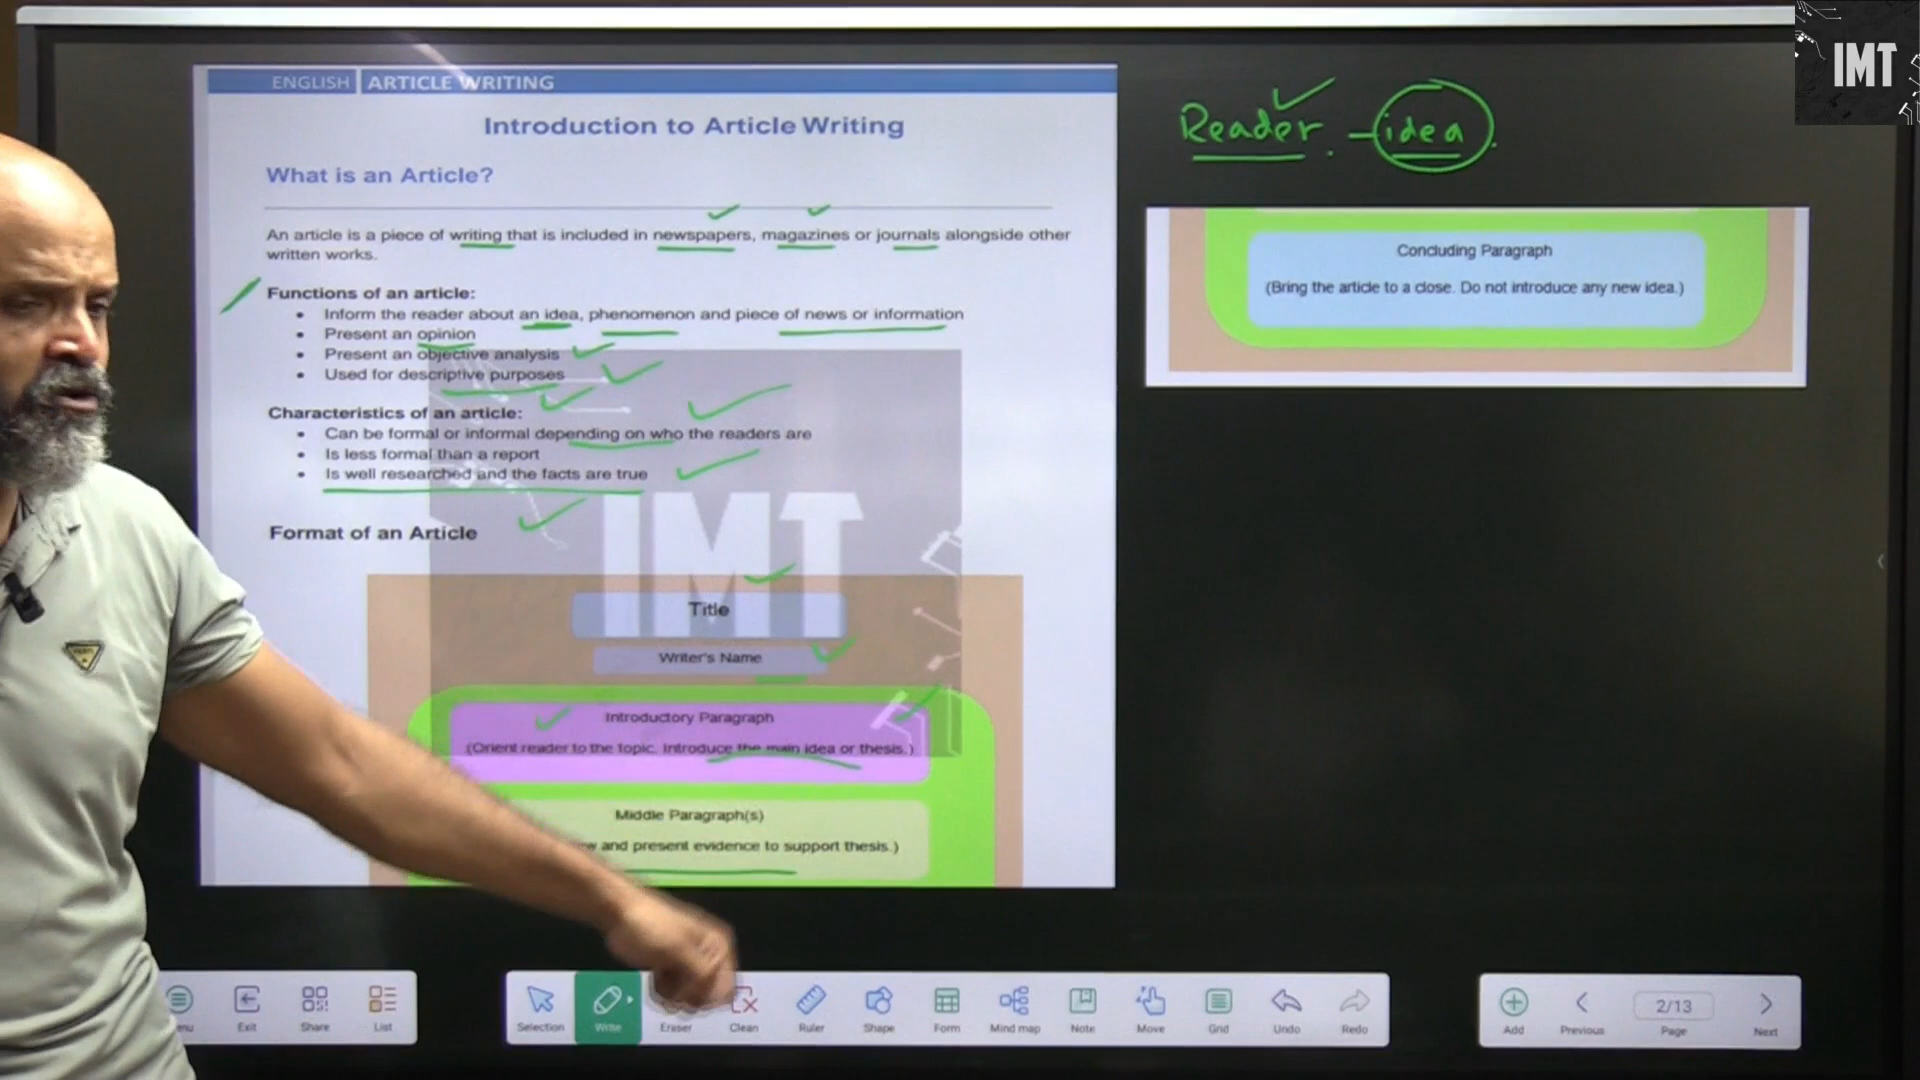 ENGLISH ARTICLE WRITING
Introduction to Article Writing
What is an Article?
An article is a piece of writing that is included in newspapers, magazines or journals alongside other
written works.
Functions of an article:
• Inform the reader about an idea, phenomenon and piece of news or information
• Present an opinion
• Present an objective analysis
• Used for descriptive purposes
Characteristics of an article:
• Can be formal or informal depending on who the readers are
• Is less formal than a report
• Is well researched and the facts are true
Format of an Article
IMT
Title
Writer's Name
Introductory Paragraph
(Orient reader to the topic. Introduce the main idea or thesis.)
Middle Paragraph(s)
and present evidence to support thesis.)
Reader. - idea.
Concluding Paragraph
(Bring the article to a close. Do not introduce any new idea.)
IMT
Exit Share List
Selection Write Eraser Clean Ruler Shape Form Mind map Note Move Grid Undo Redo
2/13
Add Previous Page Next